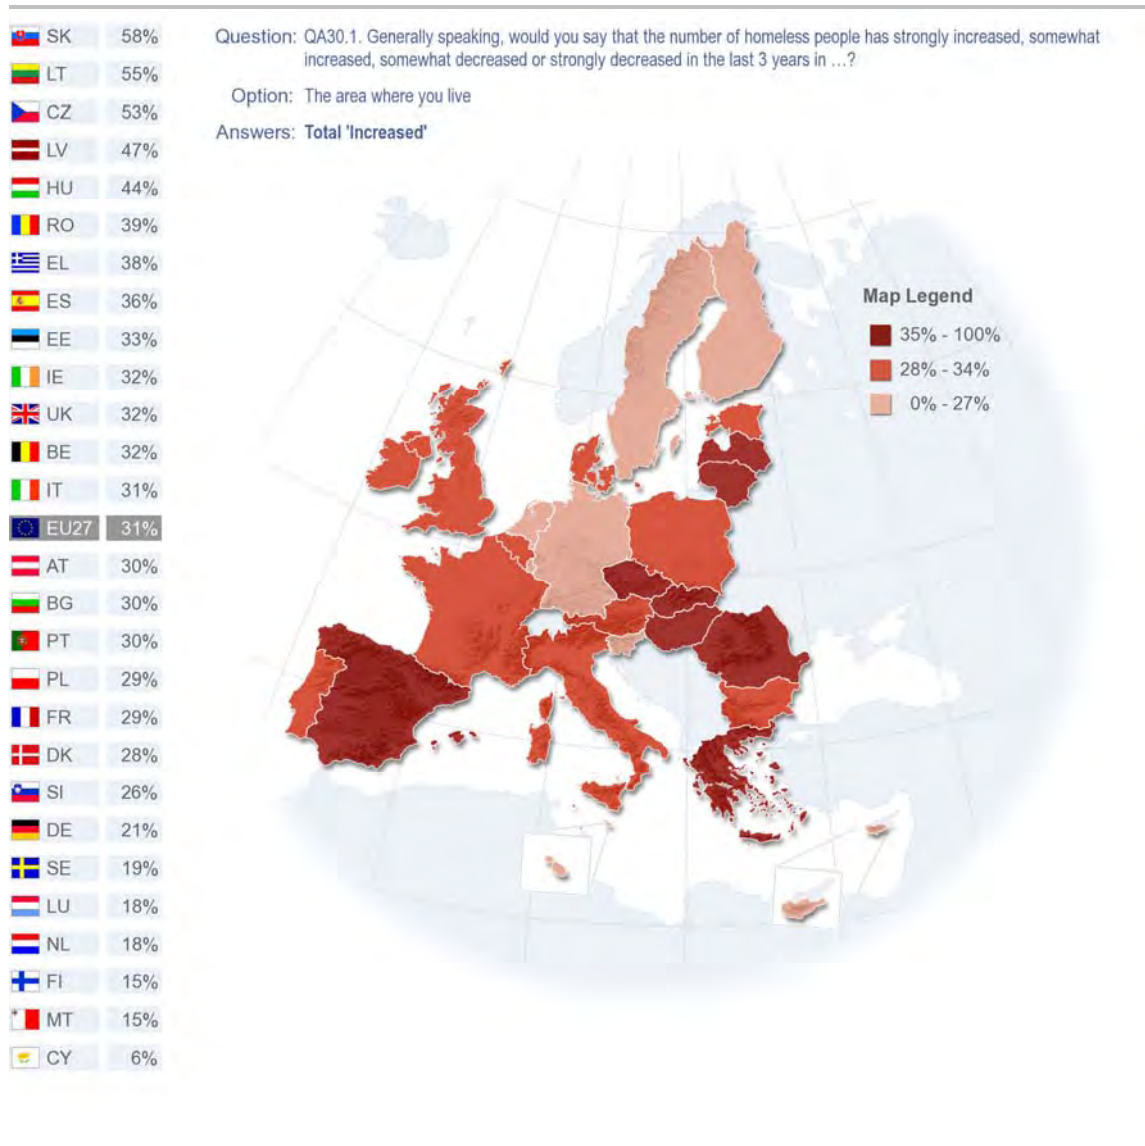 Question: QA30.1. Generally speaking, would you say that the number of homeless people has strongly increased, somewhat
increased, somewhat decreased or strongly decreased in the last 3 years in …?
Option: The area where you live
Answers: Total 'Increased'
SK 58%
LT 55%
CZ 53%
LV 47%
HU 44%
RO 39%
EL 38%
ES 36%
EE 33%
IE 32%
UK 32%
BE 32%
IT 31%
EU27 31%
AT 30%
BG 30%
PT 30%
PL 29%
FR 29%
DK 28%
SI 26%
DE 21%
SE 19%
LU 18%
NL 18%
FI 15%
MT 15%
CY 6%
Map Legend
35% - 100%
28% - 34%
0% - 27%